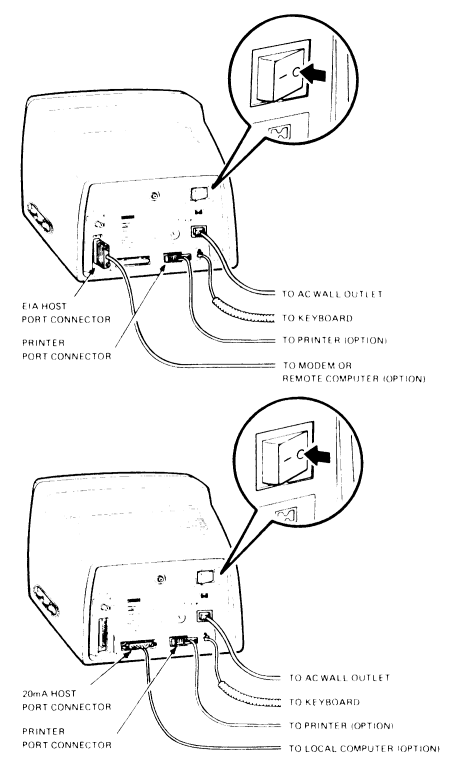 EIA HOST
PORT CONNECTOR
PRINTER
PORT CONNECTOR
TO AC WALL OUTLET
TO KEYBOARD
TO PRINTER (OPTION)
TO MODEM OR
REMOTE COMPUTER (OPTION)
20mA HOST
PORT CONNECTOR
PRINTER
PORT CONNECTOR
TO AC WALL OUTLET
TO KEYBOARD
TO PRINTER (OPTION)
TO LOCAL COMPUTER (OPTION)